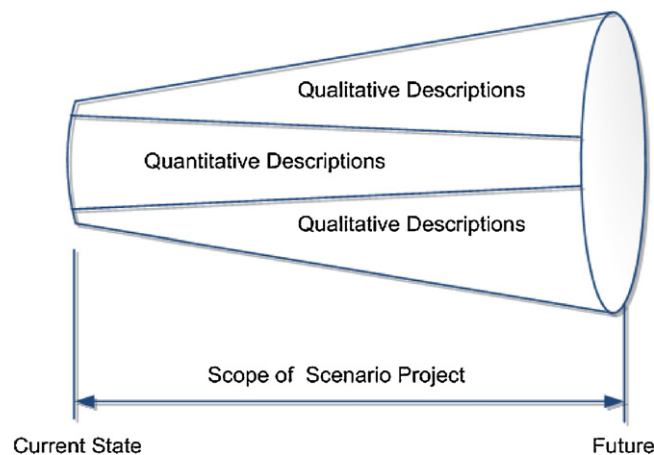 Qualitative Descriptions
Quantitative Descriptions
Qualitative Descriptions
Scope of Scenario Project
Current State
Future